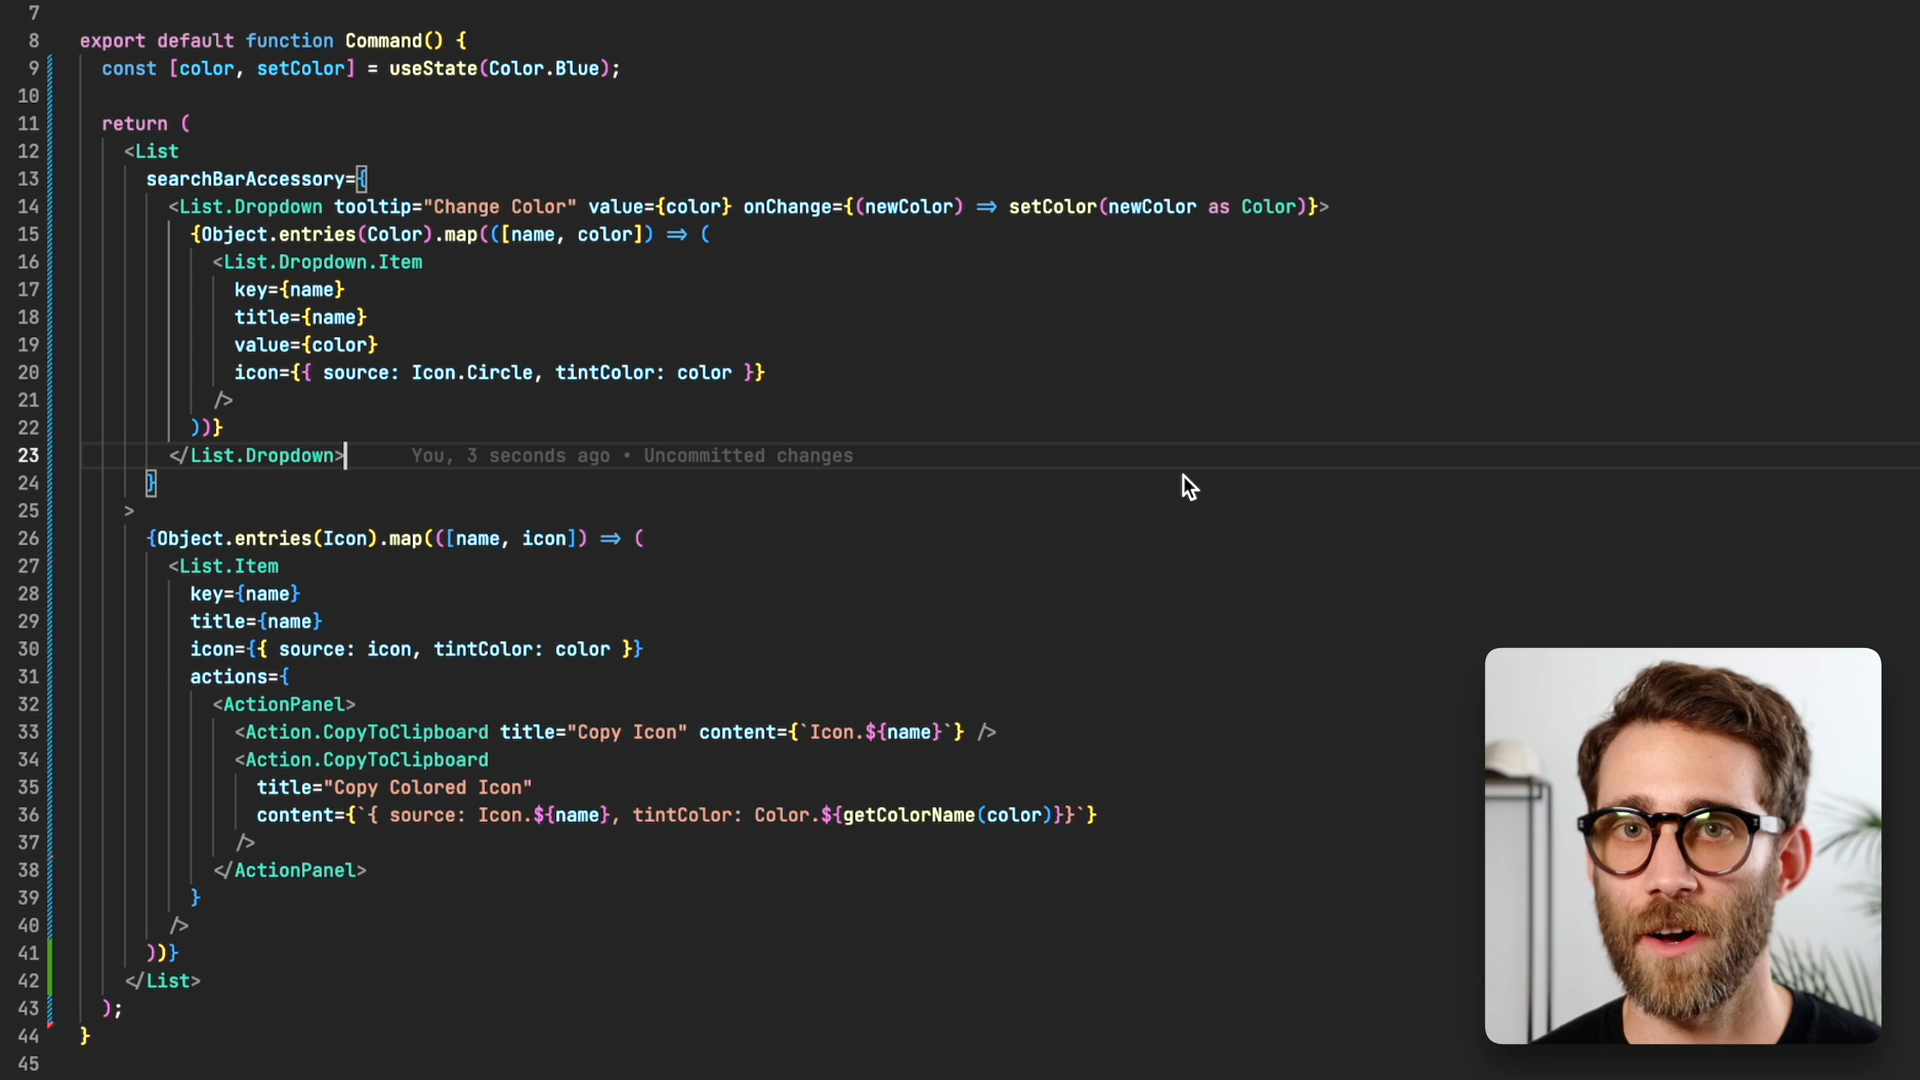 7
8 export default function Command() {
9 const [color, setColor] = useState(Color.Blue);
10
11 return (
12 <List
13 searchBarAccessory={
14 <List.Dropdown tooltip="Change Color" value={color} onChange={(newColor) => setColor(newColor as Color)}>
15 {Object.entries(Color).map(([name, color]) => (
16 <List.Dropdown.Item
17 key={name}
18 title={name}
19 value={color}
20 icon={{ source: Icon.Circle, tintColor: color }}
21 />
22 ))}
23 </List.Dropdown> You, 3 seconds ago • Uncommitted changes
24 }
25 >
26 {Object.entries(Icon).map(([name, icon]) => (
27 <List.Item
28 key={name}
29 title={name}
30 icon={{ source: icon, tintColor: color }}
31 actions={
32 <ActionPanel>
33 <Action.CopyToClipboard title="Copy Icon" content={`Icon.${name}`} />
34 <Action.CopyToClipboard
35 title="Copy Colored Icon"
36 content={`{ source: Icon.${name}, tintColor: Color.${getColorName(color)}}`}
37 />
38 </ActionPanel>
39 }
40 />
41 ))}
42 </List>
43 );
44 }
45